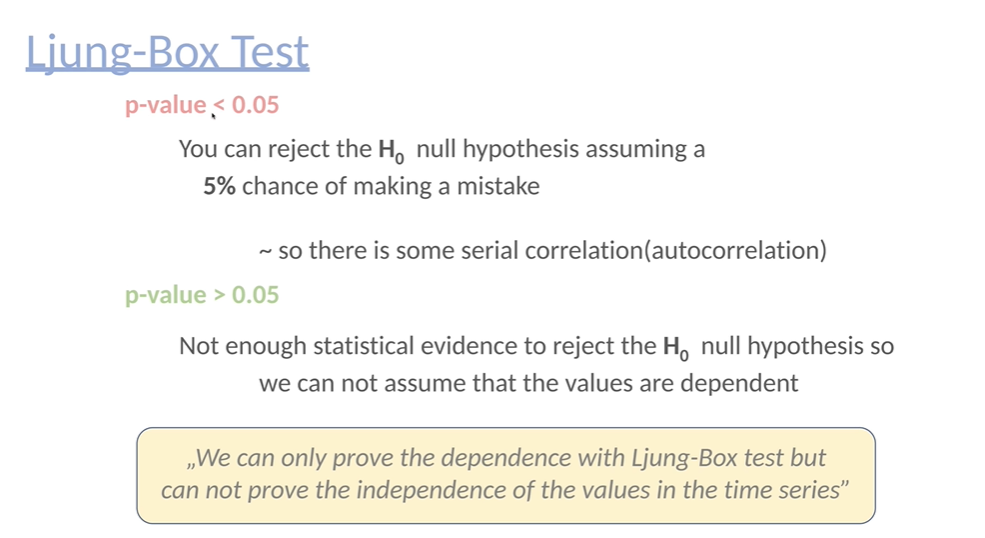 Ljung-Box Test
p-value < 0.05
You can reject the H₀ null hypothesis assuming a
5% chance of making a mistake
~ so there is some serial correlation(autocorrelation)
p-value > 0.05
Not enough statistical evidence to reject the H₀ null hypothesis so
we can not assume that the values are dependent
„We can only prove the dependence with Ljung-Box test but
can not prove the independence of the values in the time series”